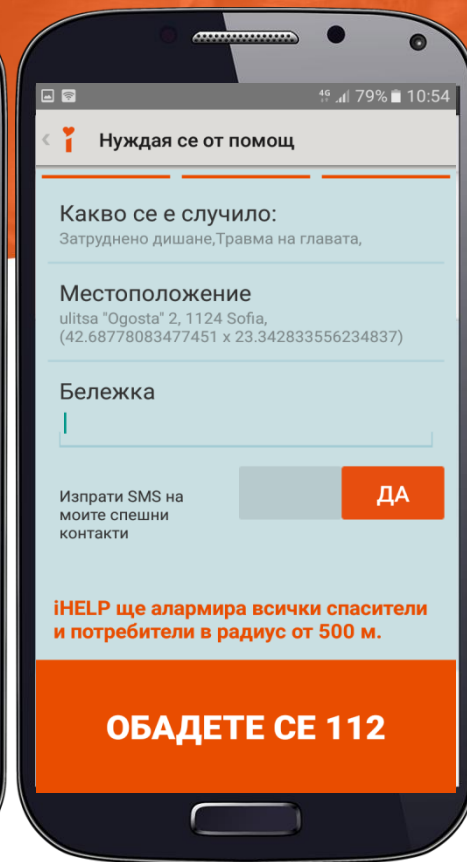 4G 79% 10:54
Нуждая се от помощ
Какво се е случило:
Затруднено дишане,Травма на главата,
Местоположение
ulitsa "Ogosta" 2, 1124 Sofia,
(42.68778083477451 x 23.342833556234837)
Бележка
Изпрати SMS на
моите спешни
контакти
ДА
iHELP ще алармира всички спасители
и потребители в радиус от 500 м.
ОБАДЕТЕ СЕ 112